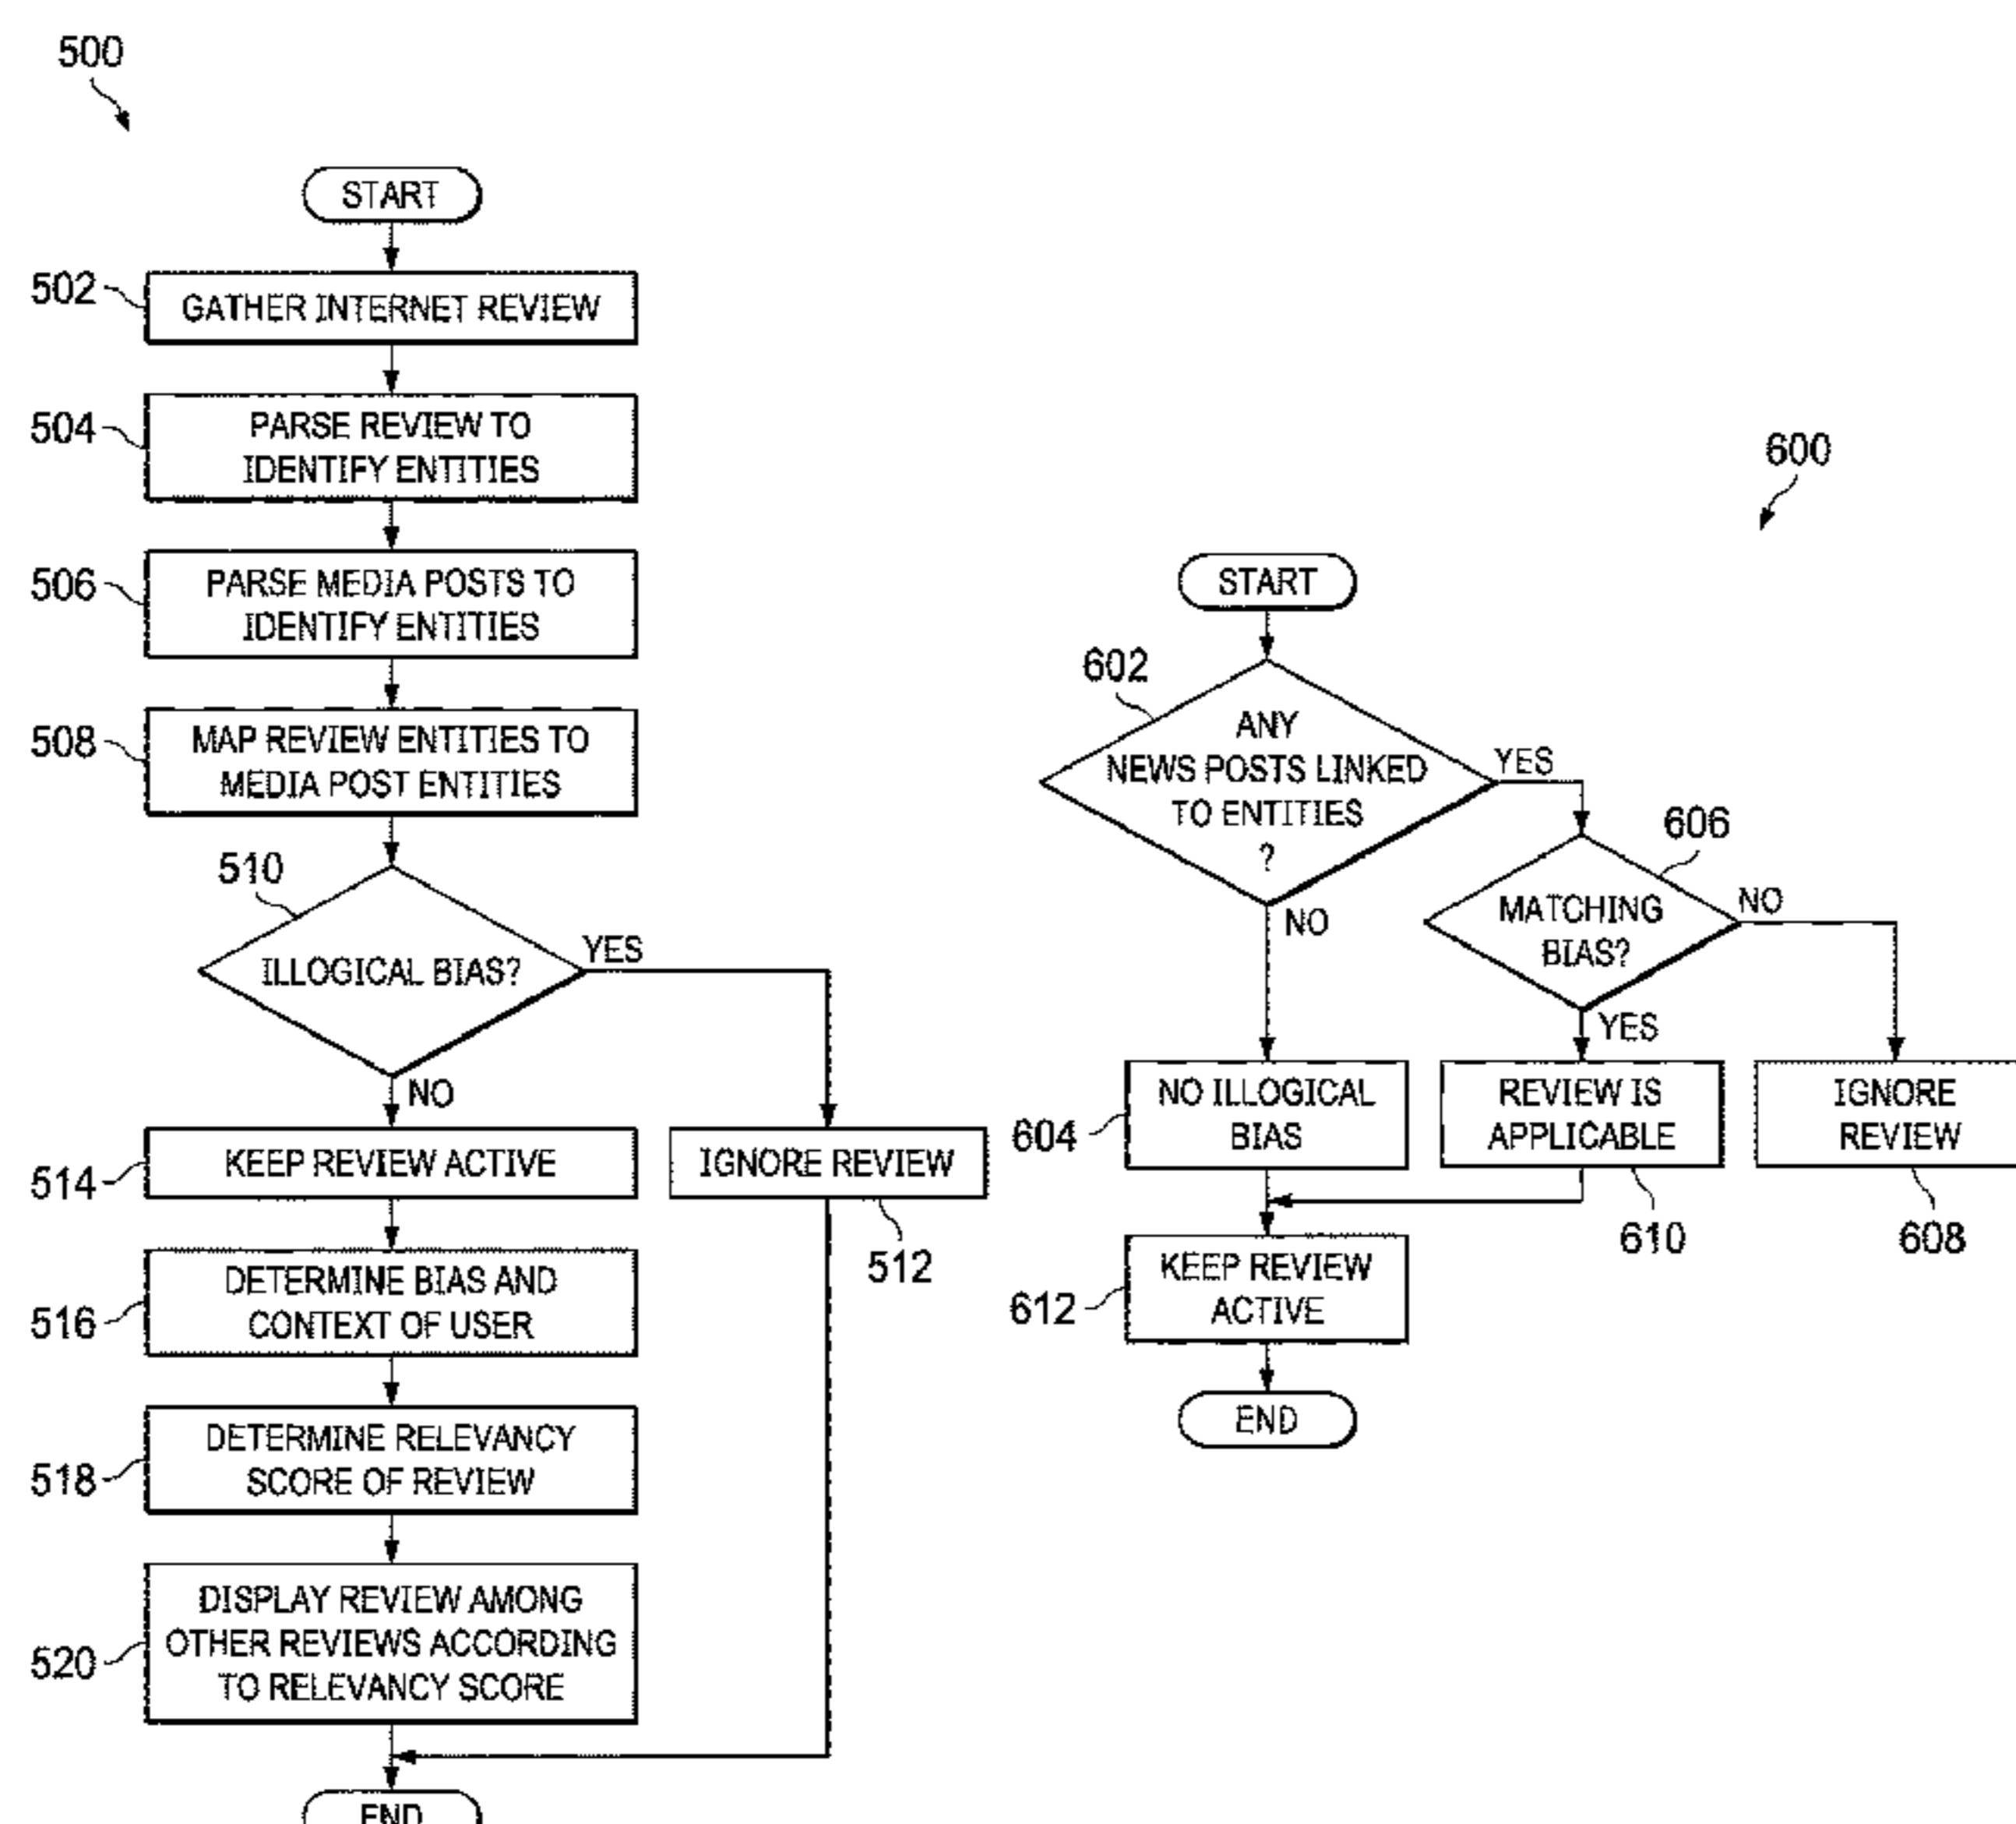 500
START
502
GATHER INTERNET REVIEW
504
PARSE REVIEW TO
IDENTIFY ENTITIES
506
PARSE MEDIA POSTS TO
IDENTIFY ENTITIES
508
MAP REVIEW ENTITIES TO
MEDIA POST ENTITIES
510
ILLOGICAL BIAS?
YES
NO
514
KEEP REVIEW ACTIVE
IGNORE REVIEW
512
516
DETERMINE BIAS AND
CONTEXT OF USER
518
DETERMINE RELEVANCY
SCORE OF REVIEW
520
DISPLAY REVIEW AMONG
OTHER REVIEWS ACCORDING
TO RELEVANCY SCORE
END
600
START
602
ANY
NEWS POSTS LINKED
TO ENTITIES
?
YES
NO
606
MATCHING
BIAS?
NO
YES
604
NO ILLOGICAL
BIAS
REVIEW IS
APPLICABLE
610
IGNORE
REVIEW
608
612
KEEP REVIEW
ACTIVE
END